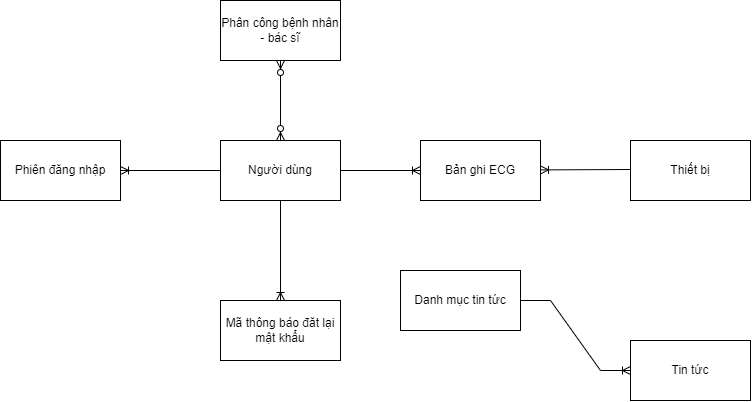 Phân công bệnh nhân
- bác sĩ
Phiên đăng nhập
Người dùng
Bản ghi ECG
Thiết bị
Danh mục tin tức
Mã thông báo đăt lại
mật khẩu
Tin tức